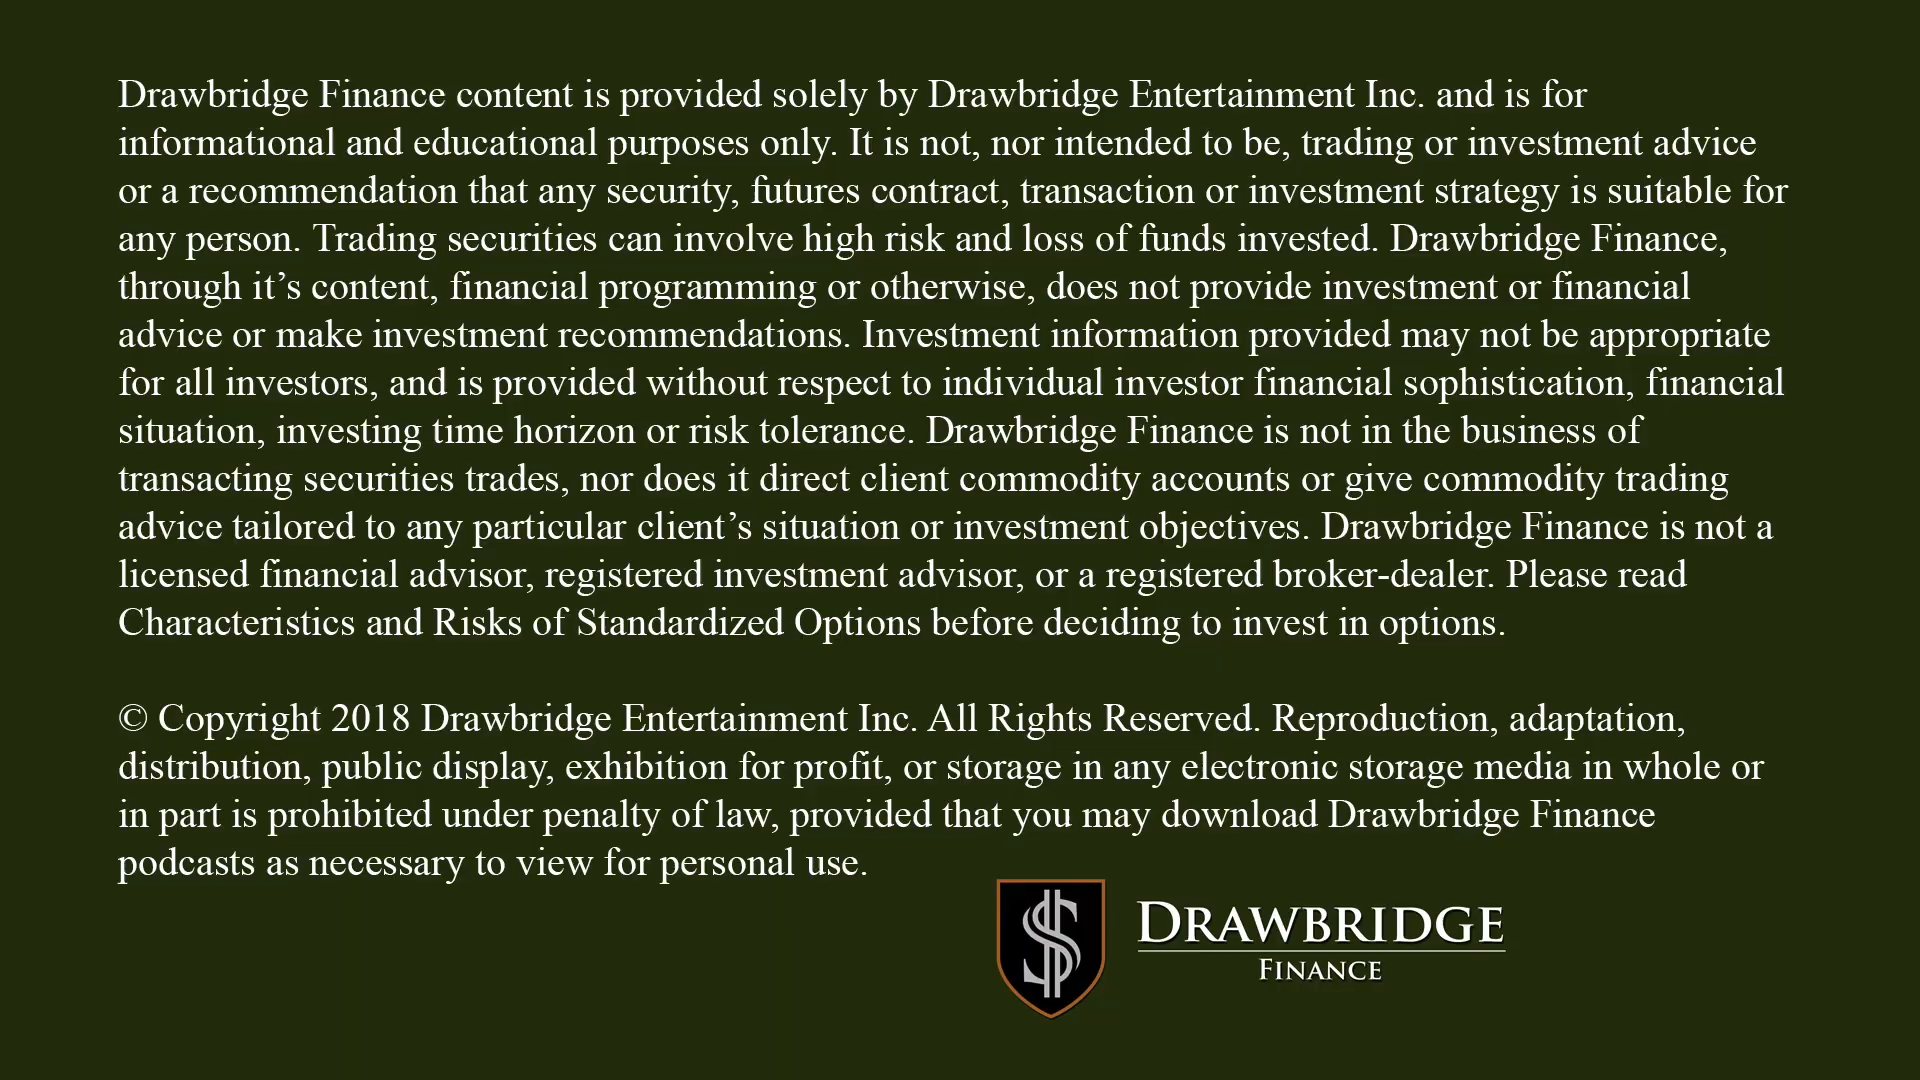 Drawbridge Finance content is provided solely by Drawbridge Entertainment Inc. and is for
informational and educational purposes only. It is not, nor intended to be, trading or investment advice
or a recommendation that any security, futures contract, transaction or investment strategy is suitable for
any person. Trading securities can involve high risk and loss of funds invested. Drawbridge Finance,
through it’s content, financial programming or otherwise, does not provide investment or financial
advice or make investment recommendations. Investment information provided may not be appropriate
for all investors, and is provided without respect to individual investor financial sophistication, financial
situation, investing time horizon or risk tolerance. Drawbridge Finance is not in the business of
transacting securities trades, nor does it direct client commodity accounts or give commodity trading
advice tailored to any particular client’s situation or investment objectives. Drawbridge Finance is not a
licensed financial advisor, registered investment advisor, or a registered broker-dealer. Please read
Characteristics and Risks of Standardized Options before deciding to invest in options.
© Copyright 2018 Drawbridge Entertainment Inc. All Rights Reserved. Reproduction, adaptation,
distribution, public display, exhibition for profit, or storage in any electronic storage media in whole or
in part is prohibited under penalty of law, provided that you may download Drawbridge Finance
podcasts as necessary to view for personal use.
$
DRAWBRIDGE
FINANCE